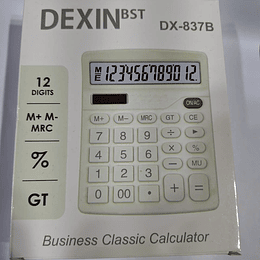 DEXIN BST
DX-837B
12
DIGITS
M+ M-
MRC
%
GT
M
E 123456789012.
ON/AC
M+ M- MRC GT CE
7 8 9 ÷ √
4 5 6 × %
1 2 3 − MU
0 00 · + =
Business Classic Calculator